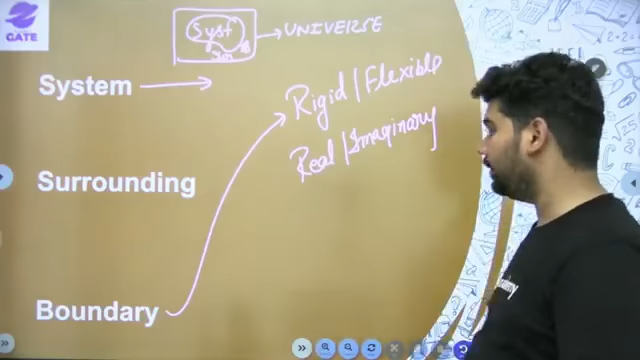 GATE
Syst
UNIVERSE
System
Rigid/Flexible
Real/Imaginary
Surrounding
Boundary